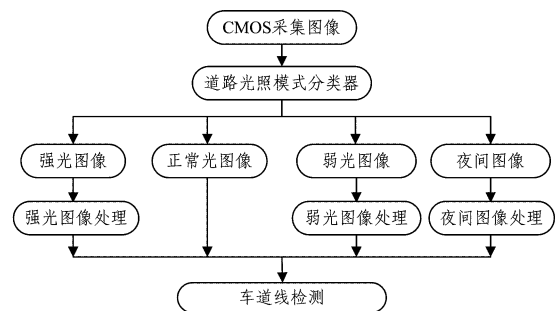 CMOS采集图像
道路光照模式分类器
强光图像
正常光图像
弱光图像
夜间图像
强光图像处理
弱光图像处理
夜间图像处理
车道线检测